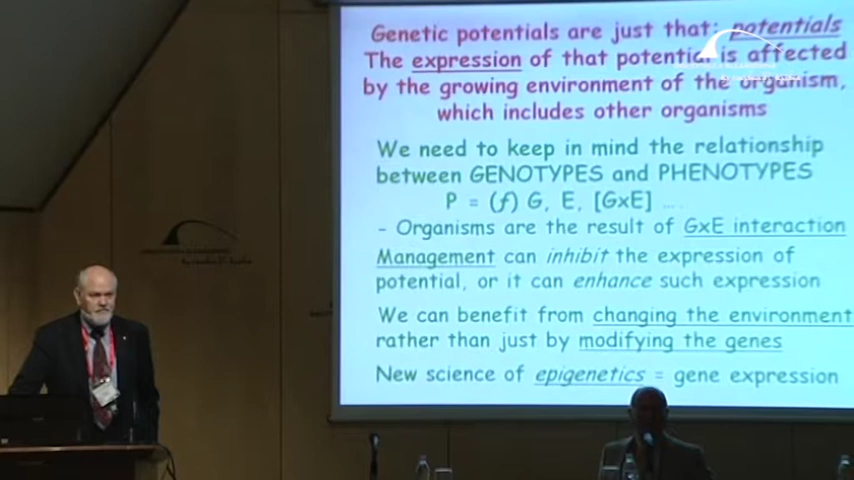 Genetic potentials are just that: potentials
The expression of that potential is affected
by the growing environment of the organism,
which includes other organisms
We need to keep in mind the relationship
between GENOTYPES and PHENOTYPES
P = (f) G, E, [GxE] ...
- Organisms are the result of GxE interaction
Management can inhibit the expression of
potential, or it can enhance such expression
We can benefit from changing the environment
rather than just by modifying the genes
New science of epigenetics = gene expression